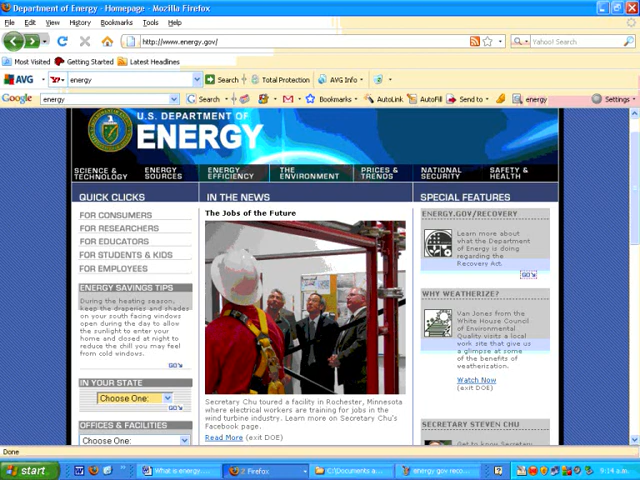 Department of Energy - Homepage - Mozilla Firefox
File Edit View History Bookmarks Tools Help
http://www.energy.gov/
Yahoo! Search
Most Visited Getting Started Latest Headlines
AVG energy Search Total Protection AVG Info
Google energy Search Bookmarks AutoLink AutoFill Send to energy Settings
U.S. DEPARTMENT OF
ENERGY
SCIENCE & TECHNOLOGY
ENERGY SOURCES
ENERGY EFFICIENCY
THE ENVIRONMENT
PRICES & TRENDS
NATIONAL SECURITY
SAFETY & HEALTH
QUICK CLICKS
FOR CONSUMERS
FOR RESEARCHERS
FOR EDUCATORS
FOR STUDENTS & KIDS
FOR EMPLOYEES
ENERGY SAVINGS TIPS
During the heating season,
keep the draperies and shades
on your south facing windows
open during the day to allow
the sunlight to enter your
home and closed at night to
reduce the chill you may feel
from cold windows.
GO
IN YOUR STATE
Choose One:
GO
OFFICES & FACILITIES
Choose One:
IN THE NEWS
The Jobs of the Future
Secretary Chu toured a facility in Rochester, Minnesota
where electrical workers are training for jobs in the
wind turbine industry. Learn more on Secretary Chu's
Facebook page.
Read More (exit DOE)
SPECIAL FEATURES
ENERGY.GOV/RECOVERY
Learn more about
what the Department
of Energy is doing
regarding the
Recovery Act.
GO
WHY WEATHERIZE?
Van Jones from the
White House Council
of Environmental
Quality visits a local
work site that give us
a glimpse at some
of the benefits of
weatherization.
Watch Now
(exit DOE)
SECRETARY STEVEN CHU
Get to know Secretary
Done
start What is energy.... 2 Firefox C:\Documents a... energy gov reco... 9:14 a.m.